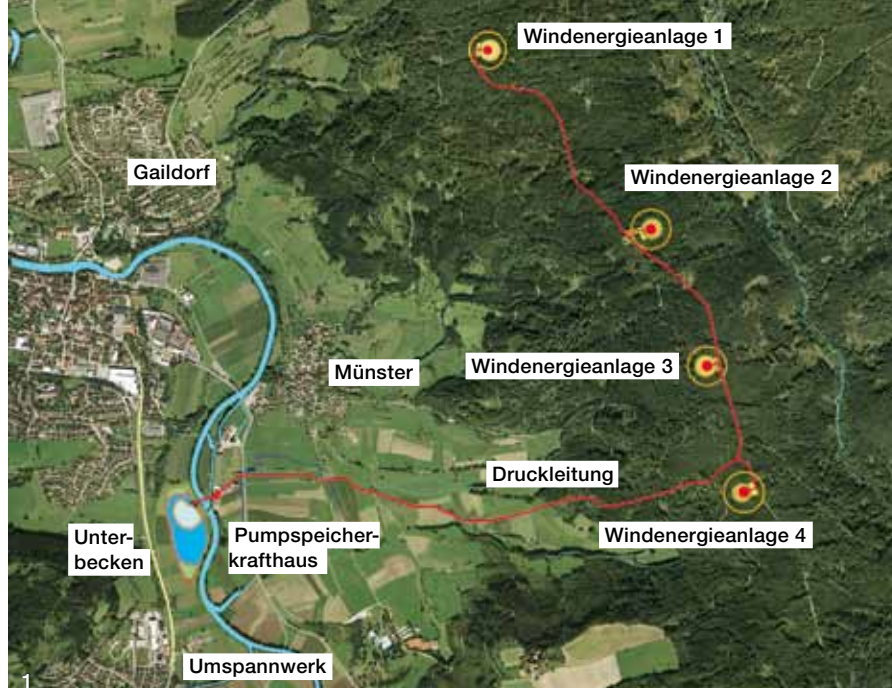 Windenergieanlage 1
Gaildorf
Windenergieanlage 2
Windenergieanlage 3
Münster
Druckleitung
Unter-
becken
Pumpspeicher-
krafthaus
Windenergieanlage 4
Umspannwerk
1